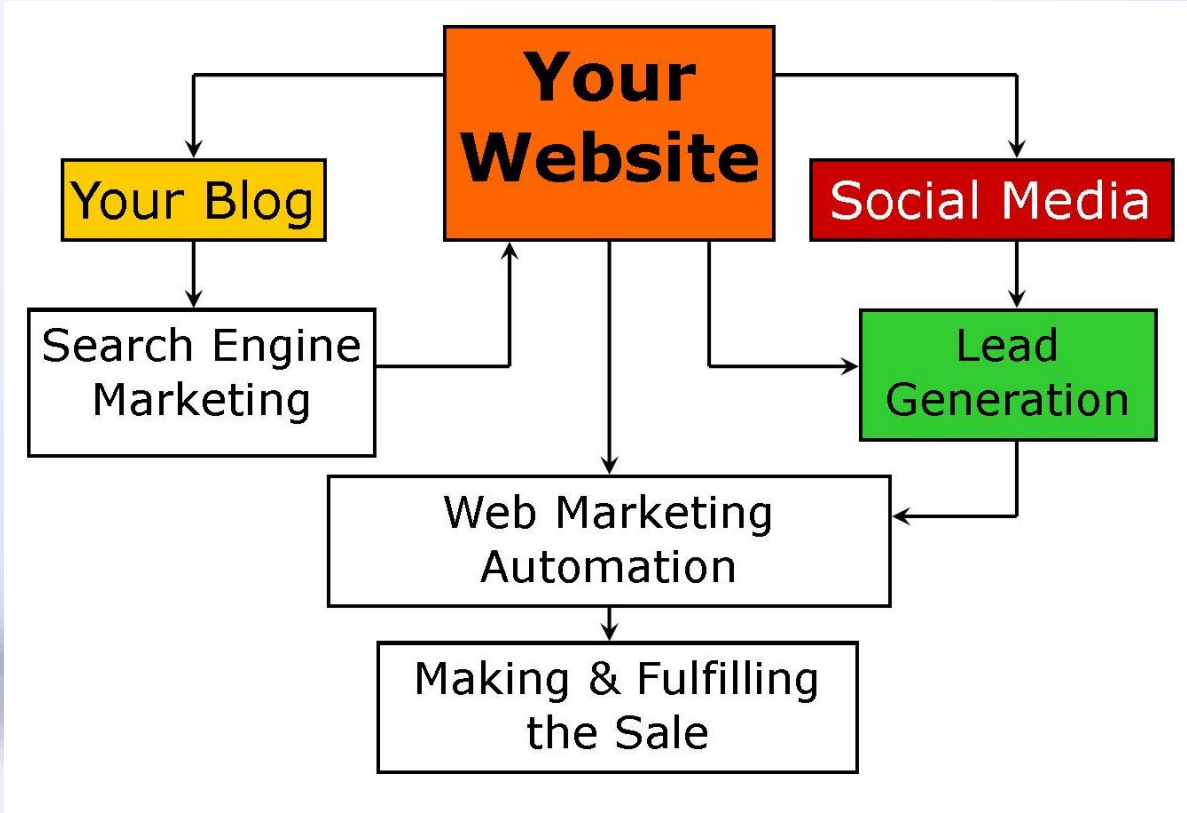 Your
Website
Your Blog
Social Media
Search Engine
Marketing
Lead
Generation
Web Marketing
Automation
Making & Fulfilling
the Sale